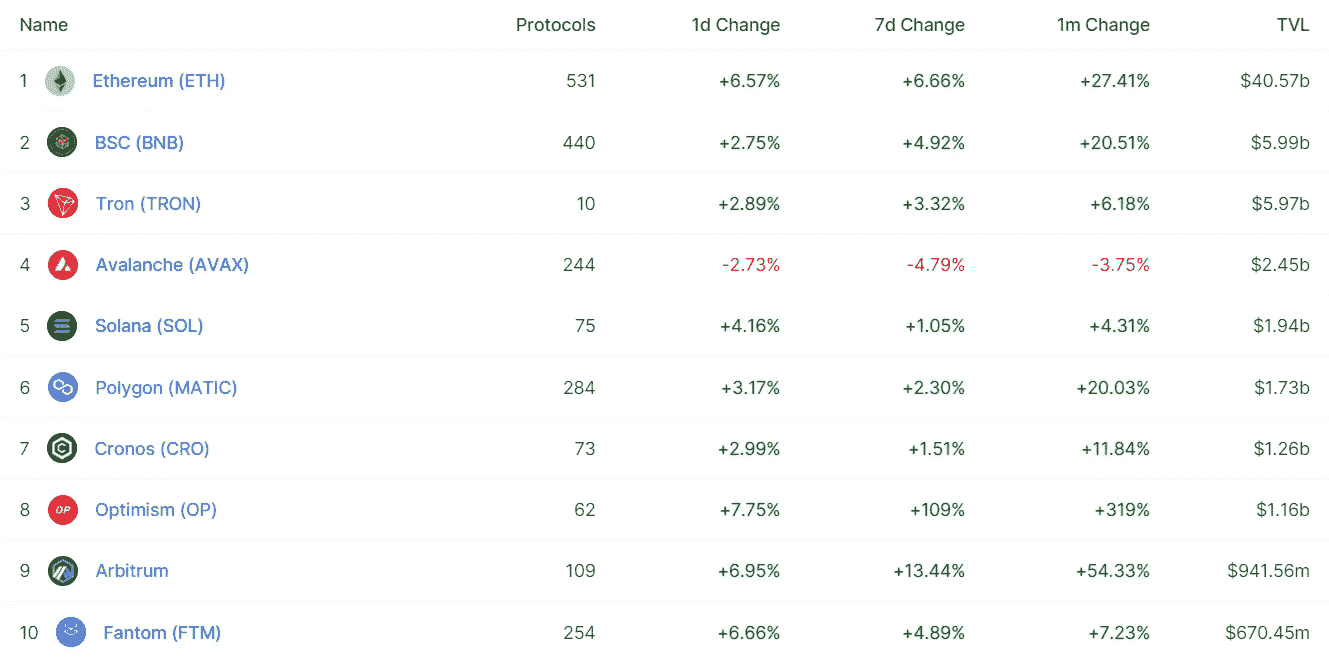 Name Protocols 1d Change 7d Change 1m Change TVL
1 Ethereum (ETH) 531 +6.57% +6.66% +27.41% $40.57b
2 BSC (BNB) 440 +2.75% +4.92% +20.51% $5.99b
3 Tron (TRON) 10 +2.89% +3.32% +6.18% $5.97b
4 Avalanche (AVAX) 244 -2.73% -4.79% -3.75% $2.45b
5 Solana (SOL) 75 +4.16% +1.05% +4.31% $1.94b
6 Polygon (MATIC) 284 +3.17% +2.30% +20.03% $1.73b
7 Cronos (CRO) 73 +2.99% +1.51% +11.84% $1.26b
8 OP Optimism (OP) 62 +7.75% +109% +319% $1.16b
9 Arbitrum 109 +6.95% +13.44% +54.33% $941.56m
10 Fantom (FTM) 254 +6.66% +4.89% +7.23% $670.45m